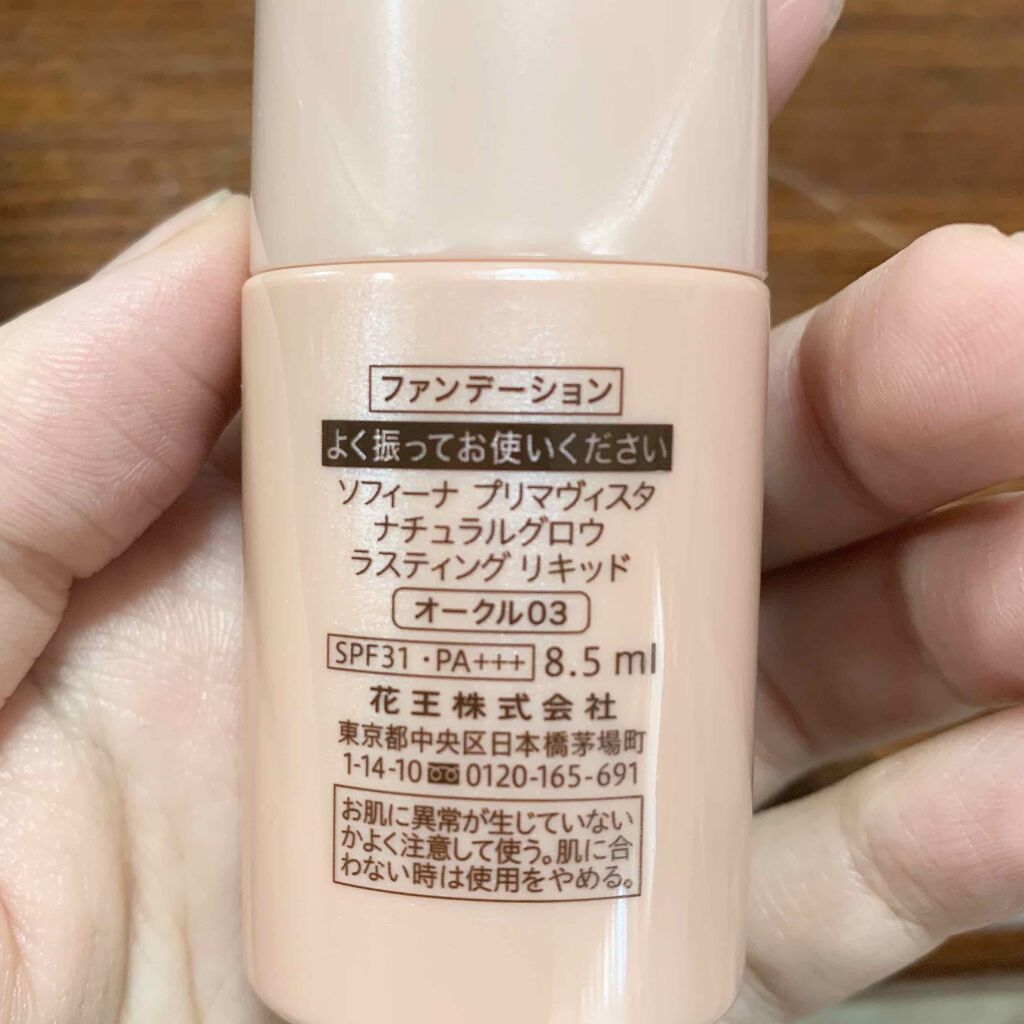 ファンデーション
よく振ってお使いください
ソフィーナ プリマヴィスタ
ナチュラルグロウ
ラスティング リキッド
オークル03
SPF31・PA+++ 8.5 ml
花王株式会社
東京都中央区日本橋茅場町
1-14-10 0120-165-691
お肌に異常が生じていない
かよく注意して使う。肌に合
わない時は使用をやめる。